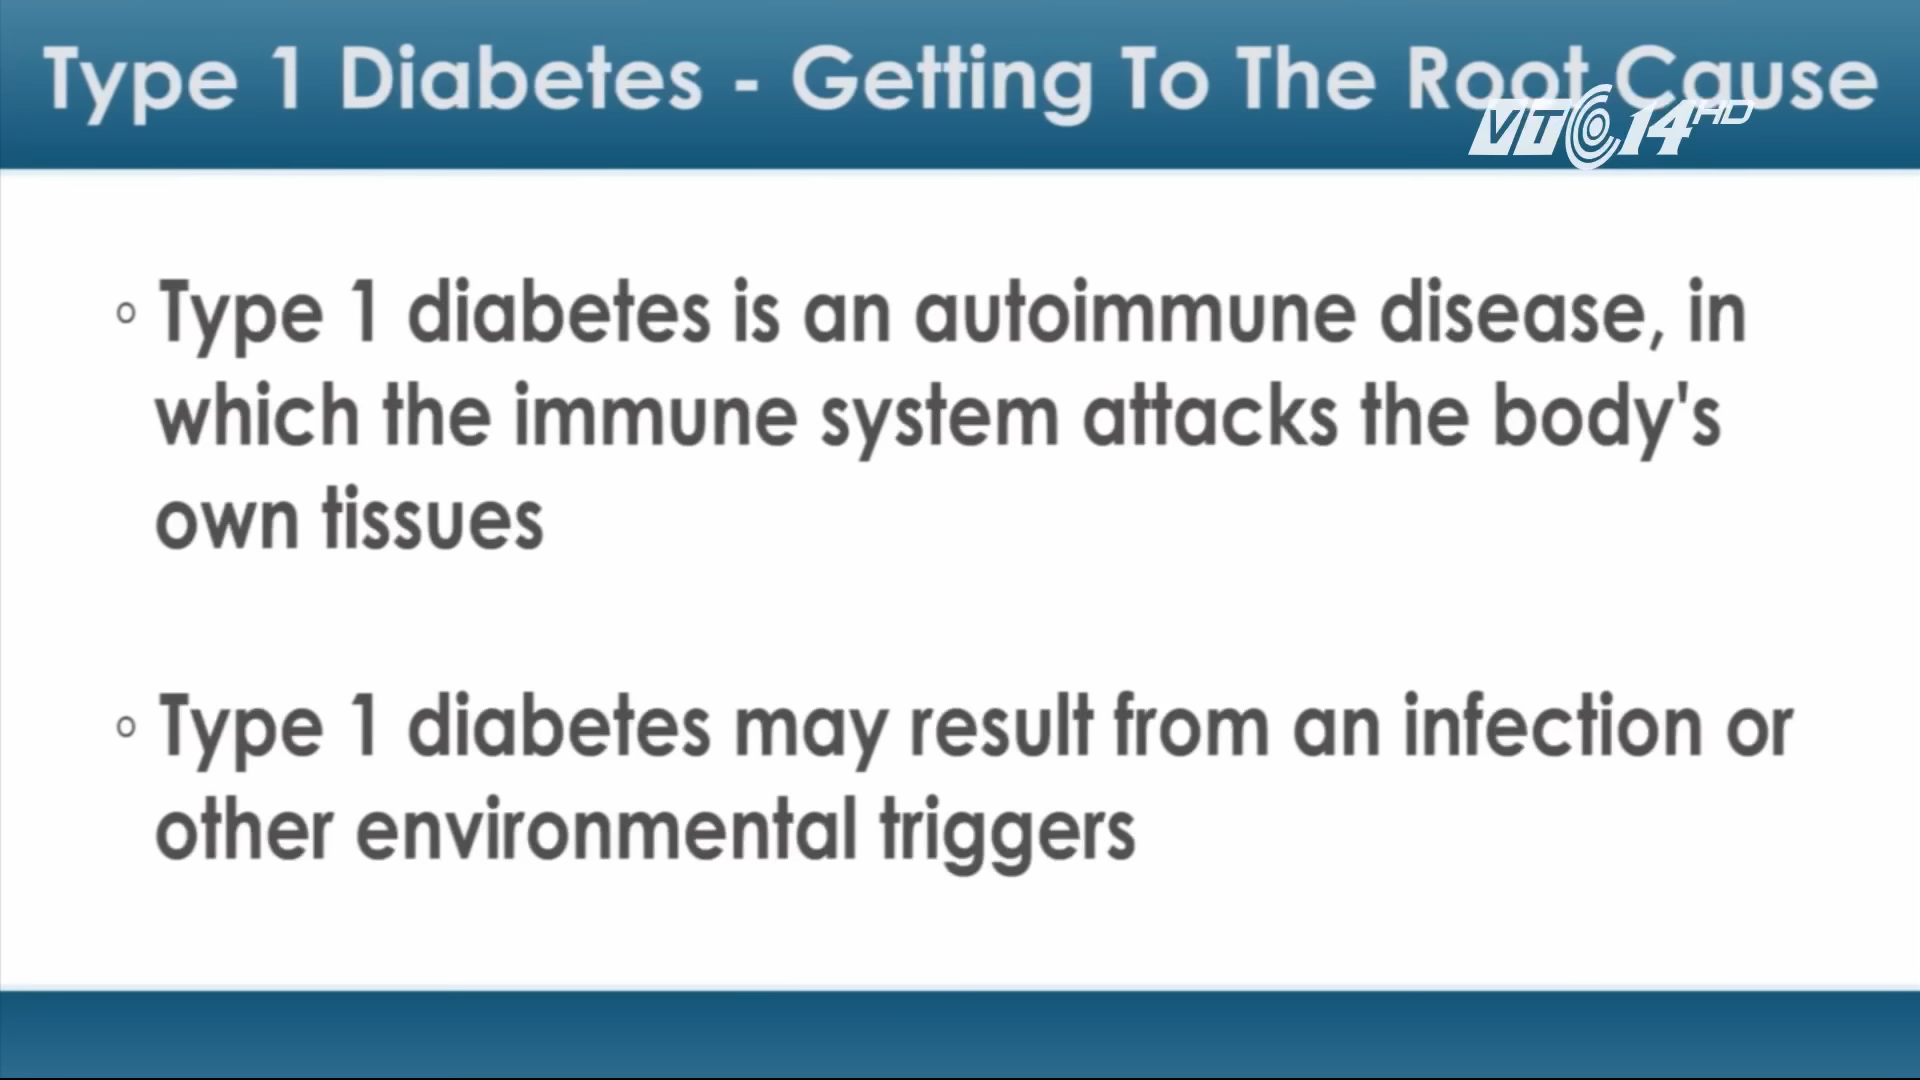 Type 1 Diabetes - Getting To The Root Cause
VTC14 HD
Type 1 diabetes is an autoimmune disease, in
which the immune system attacks the body's
own tissues
Type 1 diabetes may result from an infection or
other environmental triggers